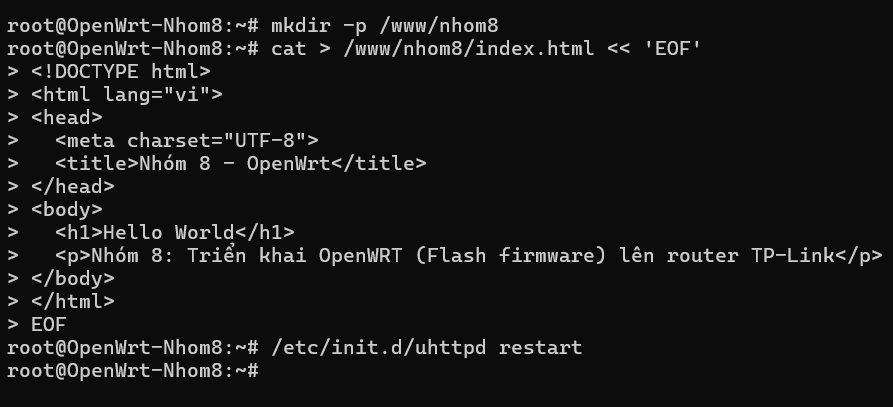 root@OpenWrt-Nhom8:~# mkdir -p /www/nhom8
root@OpenWrt-Nhom8:~# cat > /www/nhom8/index.html << 'EOF'
> <!DOCTYPE html>
> <html lang="vi">
> <head>
>   <meta charset="UTF-8">
>   <title>Nhóm 8 - OpenWrt</title>
> </head>
> <body>
>   <h1>Hello World</h1>
>   <p>Nhóm 8: Triển khai OpenWRT (Flash firmware) lên router TP-Link</p>
> </body>
> </html>
> EOF
root@OpenWrt-Nhom8:~# /etc/init.d/uhttpd restart
root@OpenWrt-Nhom8:~#